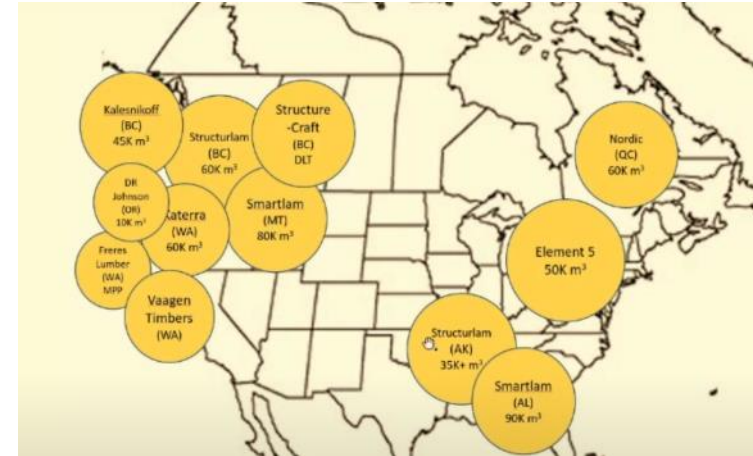 Kalesnikoff
(BC)
45K m³
Structurlam
(BC)
60K m³
Structure
-Craft
(BC)
DLT
Nordic
(QC)
60K m³
DR
Johnson
(OR)
10K m³
Katerra
(WA)
60K m³
Smartlam
(MT)
80K m³
Freres
Lumber
(WA)
MPP
Vaagen
Timbers
(WA)
Element 5
50K m³
Structurlam
(AK)
35K+ m³
Smartlam
(AL)
90K m³